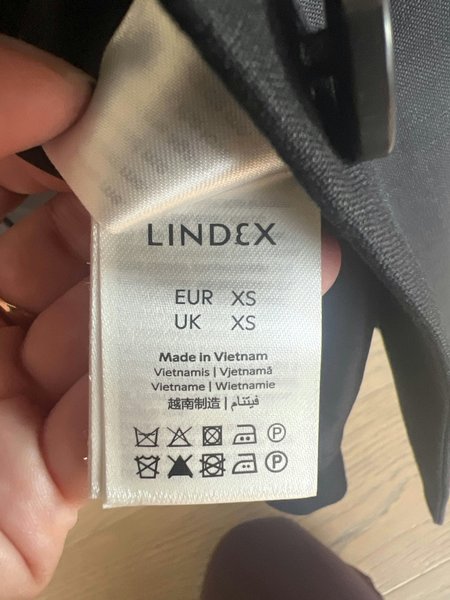 LINDEX
EUR XS
UK XS
Made in Vietnam
Vietnamis | Vjetnamā
Vietname | Wietnamie
越南制造 | فيتنام
P
P